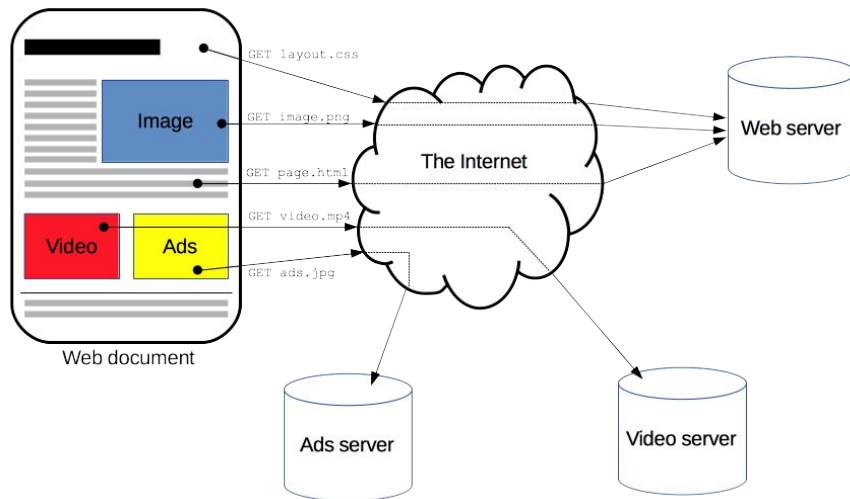 GET layout.css
Image
GET image.png
Web server
The Internet
GET page.html
GET video.mp4
Video
Ads
GET ads.jpg
Web document
Ads server
Video server